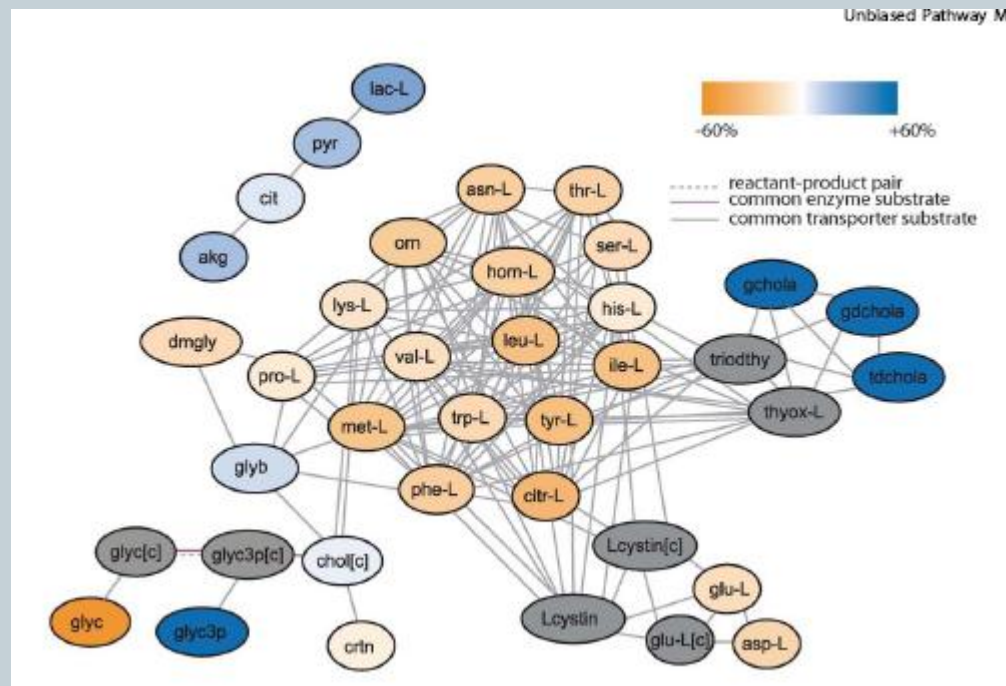 Unbiased Pathway M
lac-L
-60%
+60%
pyr
asn-L
thr-L
reactant-product pair
common enzyme substrate
common transporter substrate
cit
orn
ser-L
akg
hom-L
gchola
lys-L
his-L
gdchola
dmgly
val-L
leu-L
ile-L
triodthy
pro-L
tdchola
met-L
trp-L
tyr-L
thyox-L
glyb
phe-L
citr-L
glyc[c]
glyc3p[c]
chol[c]
Lcystin[c]
glu-L
glyc
glyc3p
crtn
Lcystin
glu-L[c]
asp-L